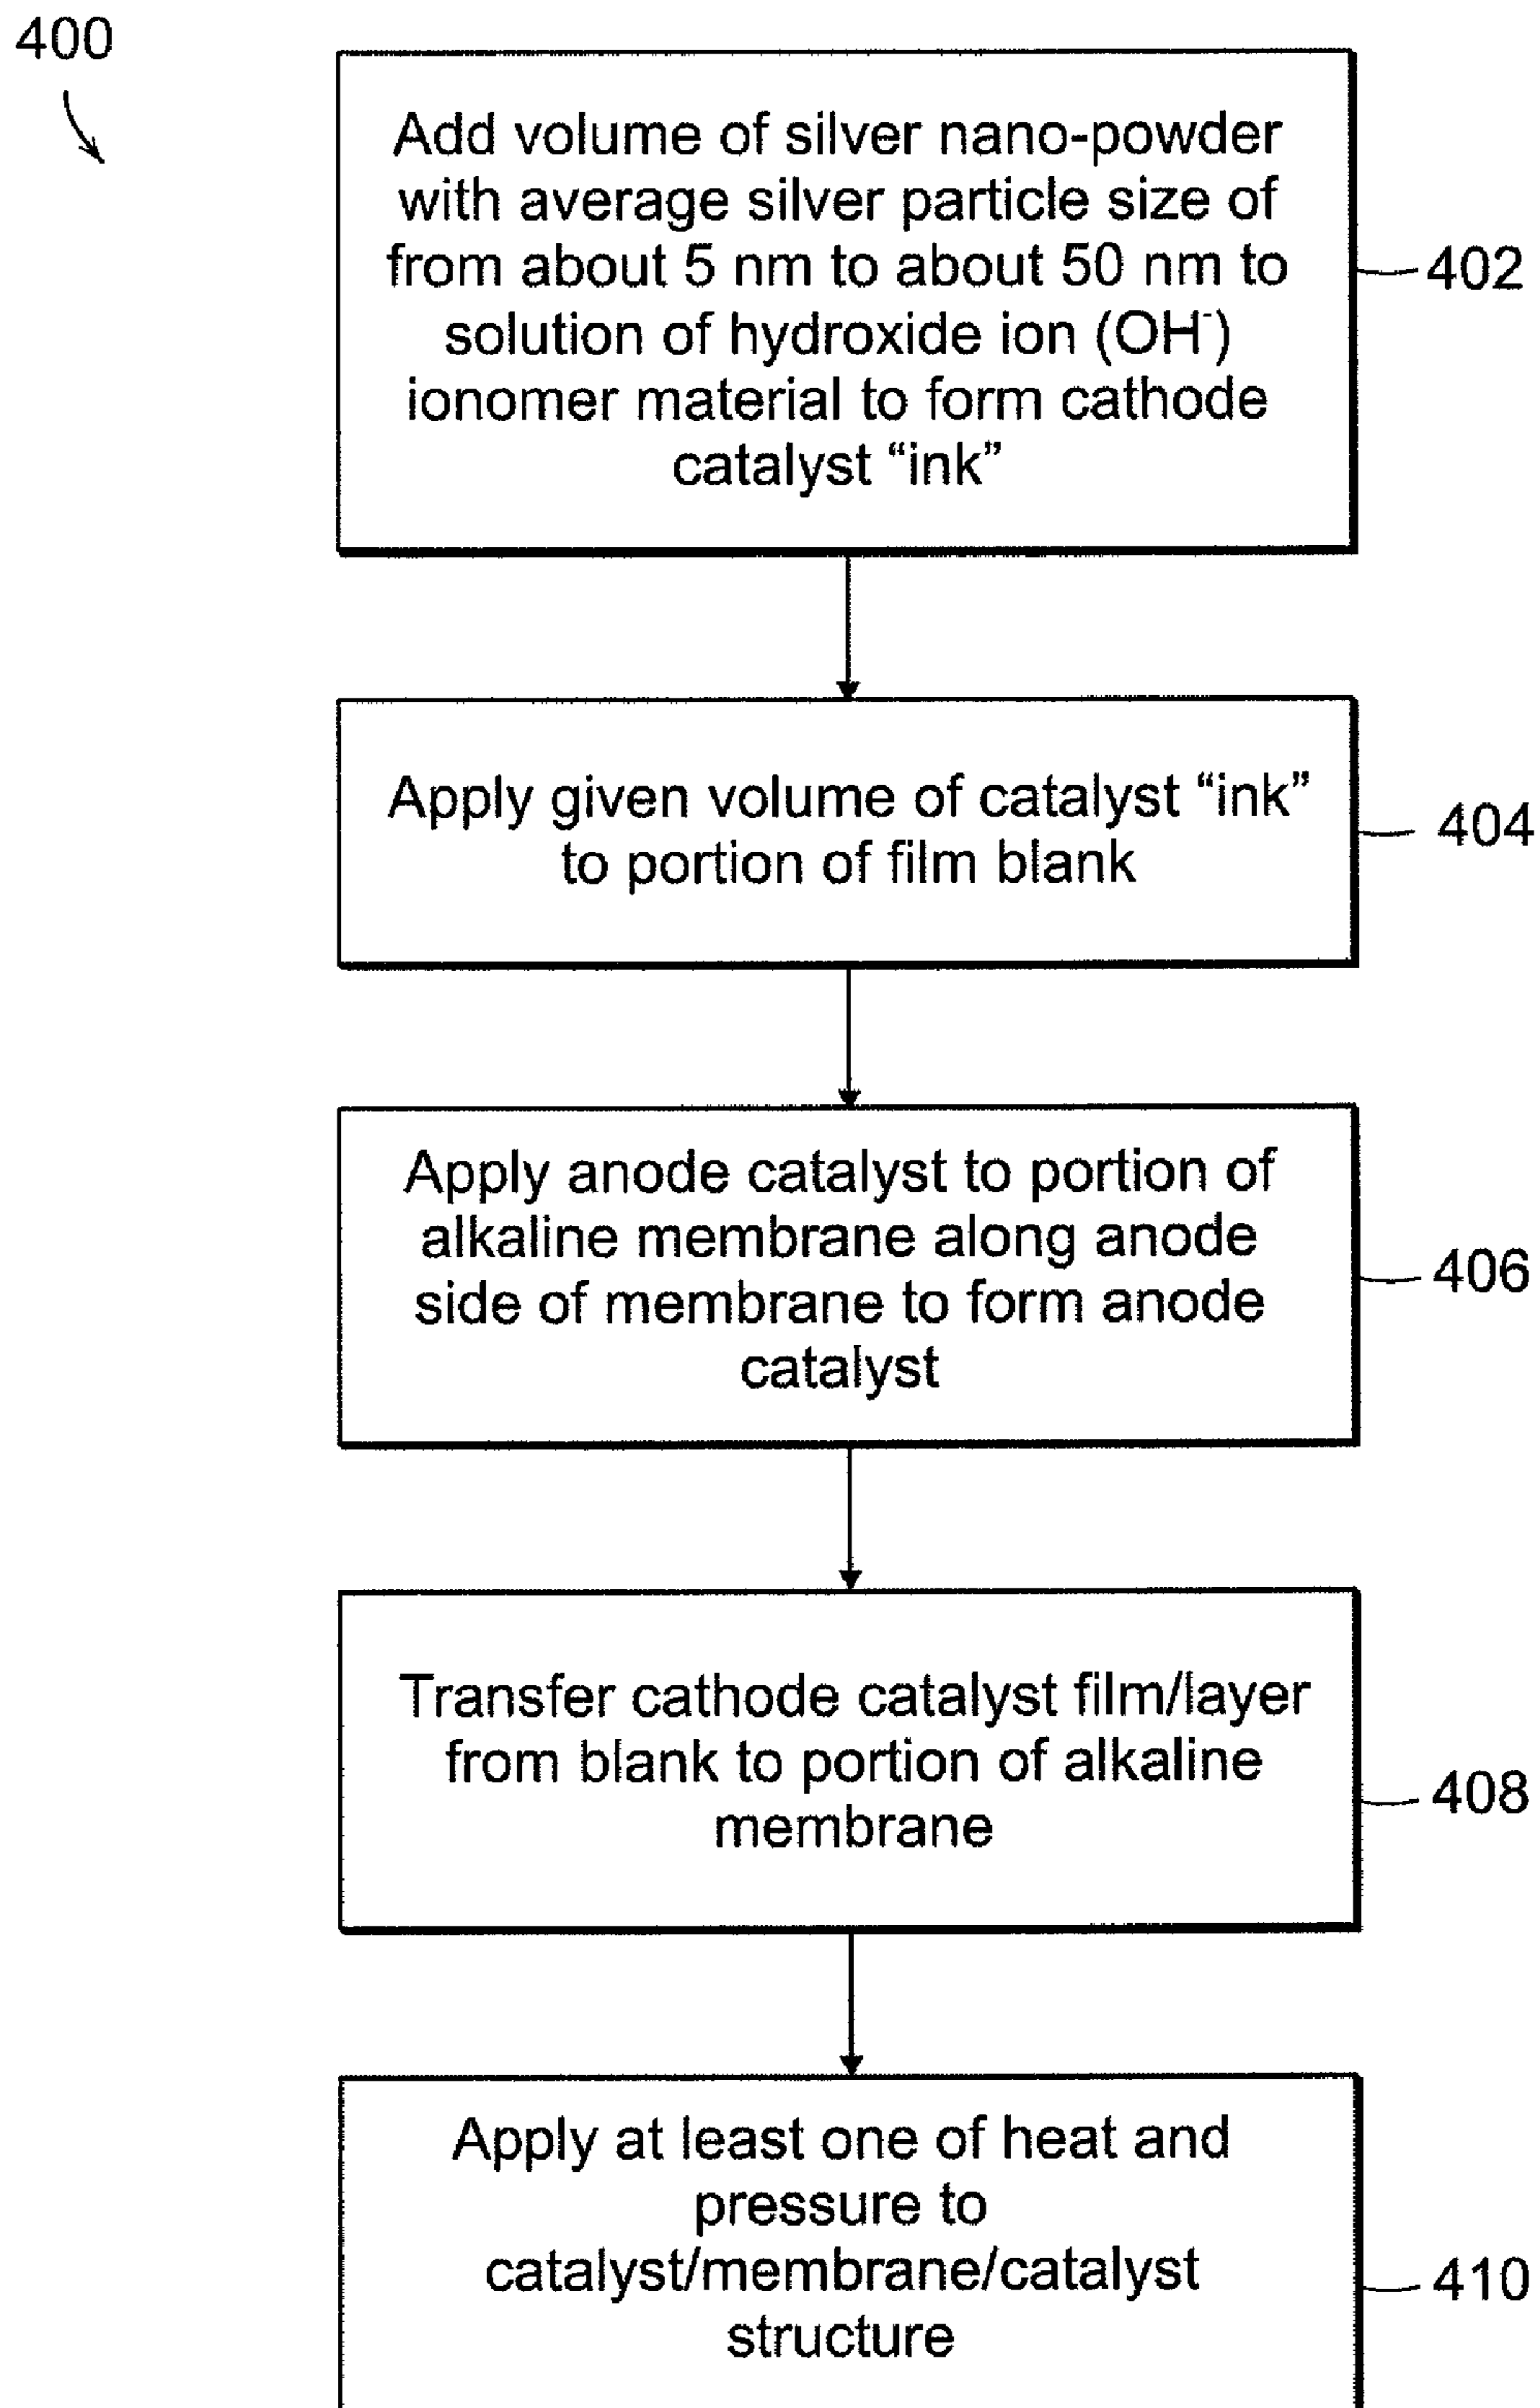 400
Add volume of silver nano-powder
with average silver particle size of
from about 5 nm to about 50 nm to
solution of hydroxide ion (OH⁻)
ionomer material to form cathode
catalyst “ink”
402
Apply given volume of catalyst “ink”
to portion of film blank
404
Apply anode catalyst to portion of
alkaline membrane along anode
side of membrane to form anode
catalyst
406
Transfer cathode catalyst film/layer
from blank to portion of alkaline
membrane
408
Apply at least one of heat and
pressure to
catalyst/membrane/catalyst
structure
410